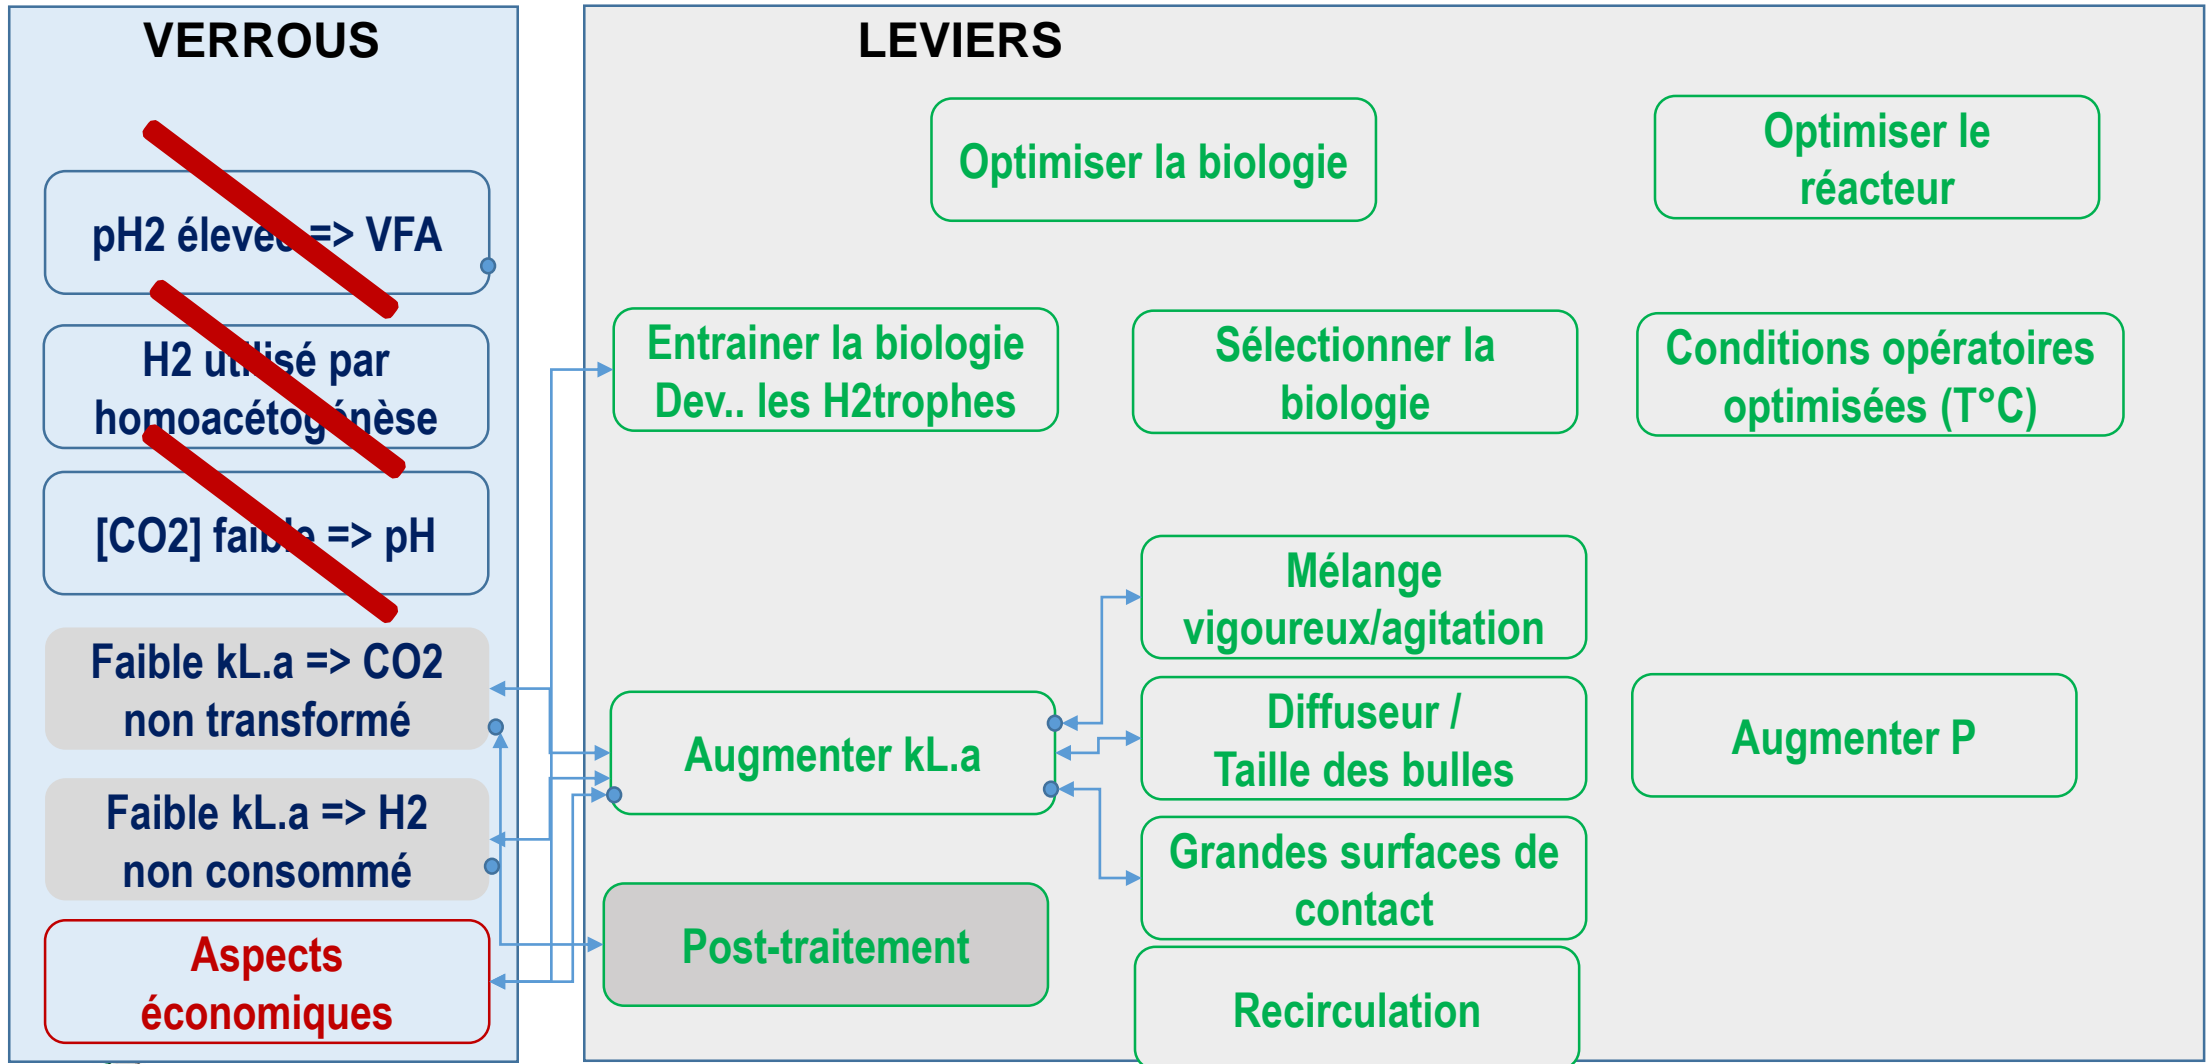 VERROUS
pH2 élevée => VFA
H2 utilisé par
homoacétogénèse
[CO2] faible => pH
Faible kL.a => CO2
non transformé
Faible kL.a => H2
non consommé
Aspects
économiques
LEVIERS
Optimiser la biologie
Optimiser le
réacteur
Entrainer la biologie
Dev.. les H2trophes
Sélectionner la
biologie
Conditions opératoires
optimisées (T°C)
Mélange
vigoureux/agitation
Augmenter kL.a
Diffuseur /
Taille des bulles
Augmenter P
Grandes surfaces de
contact
Post-traitement
Recirculation